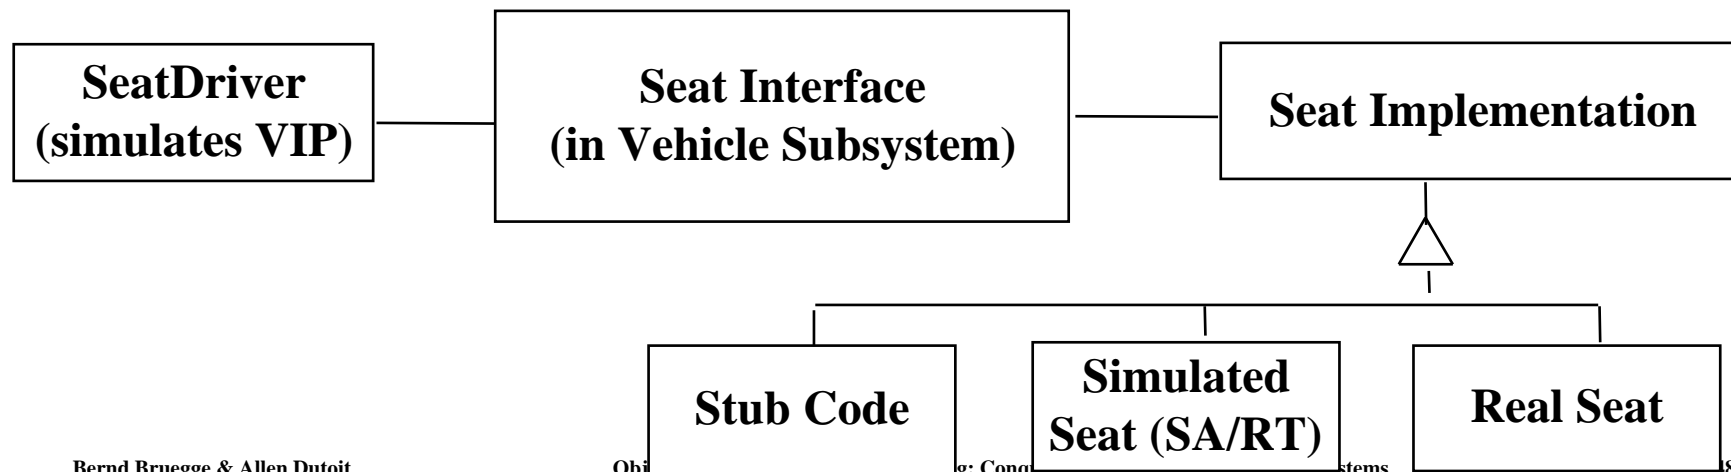 SeatDriver
(simulates VIP)
Seat Interface
(in Vehicle Subsystem)
Seat Implementation
Stub Code
Simulated
Seat (SA/RT)
Real Seat
Bernd Bruegge & Allen Dutoit